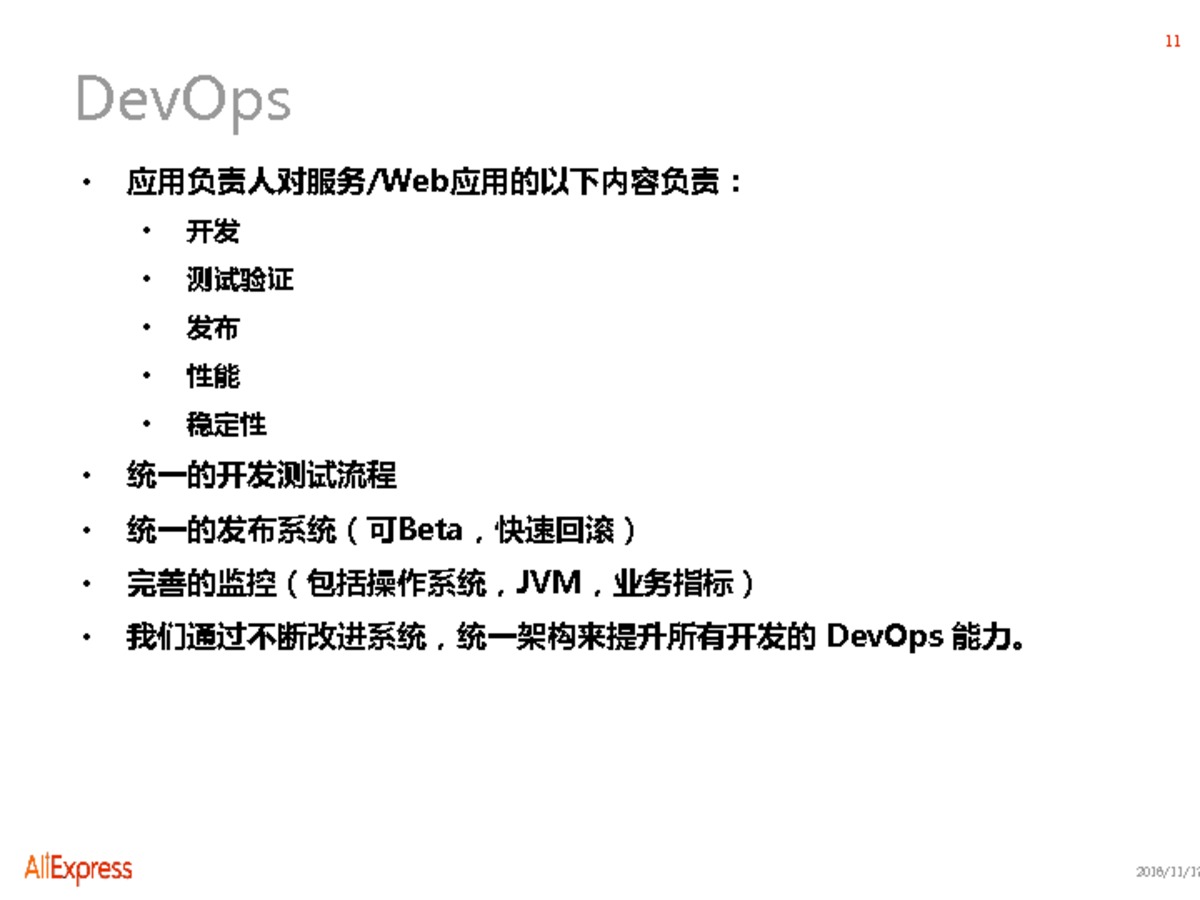 11
DevOps
• 应用负责人对服务/Web应用的以下内容负责：
• 开发
• 测试验证
• 发布
• 性能
• 稳定性
• 统一的开发测试流程
• 统一的发布系统（可Beta，快速回滚）
• 完善的监控（包括操作系统，JVM，业务指标）
• 我们通过不断改进系统，统一架构来提升所有开发的 DevOps 能力。
AliExpress